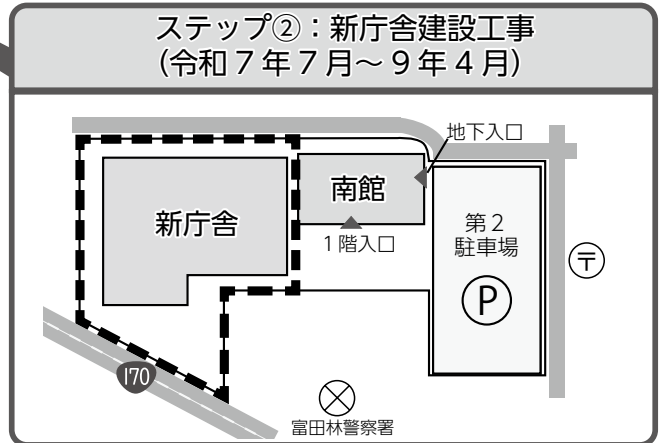 ステップ②：新庁舎建設工事
(令和７年７月～９年４月)
地下入口
南館
新庁舎
１階入口
第２
駐車場
〒
P
170
富田林警察署